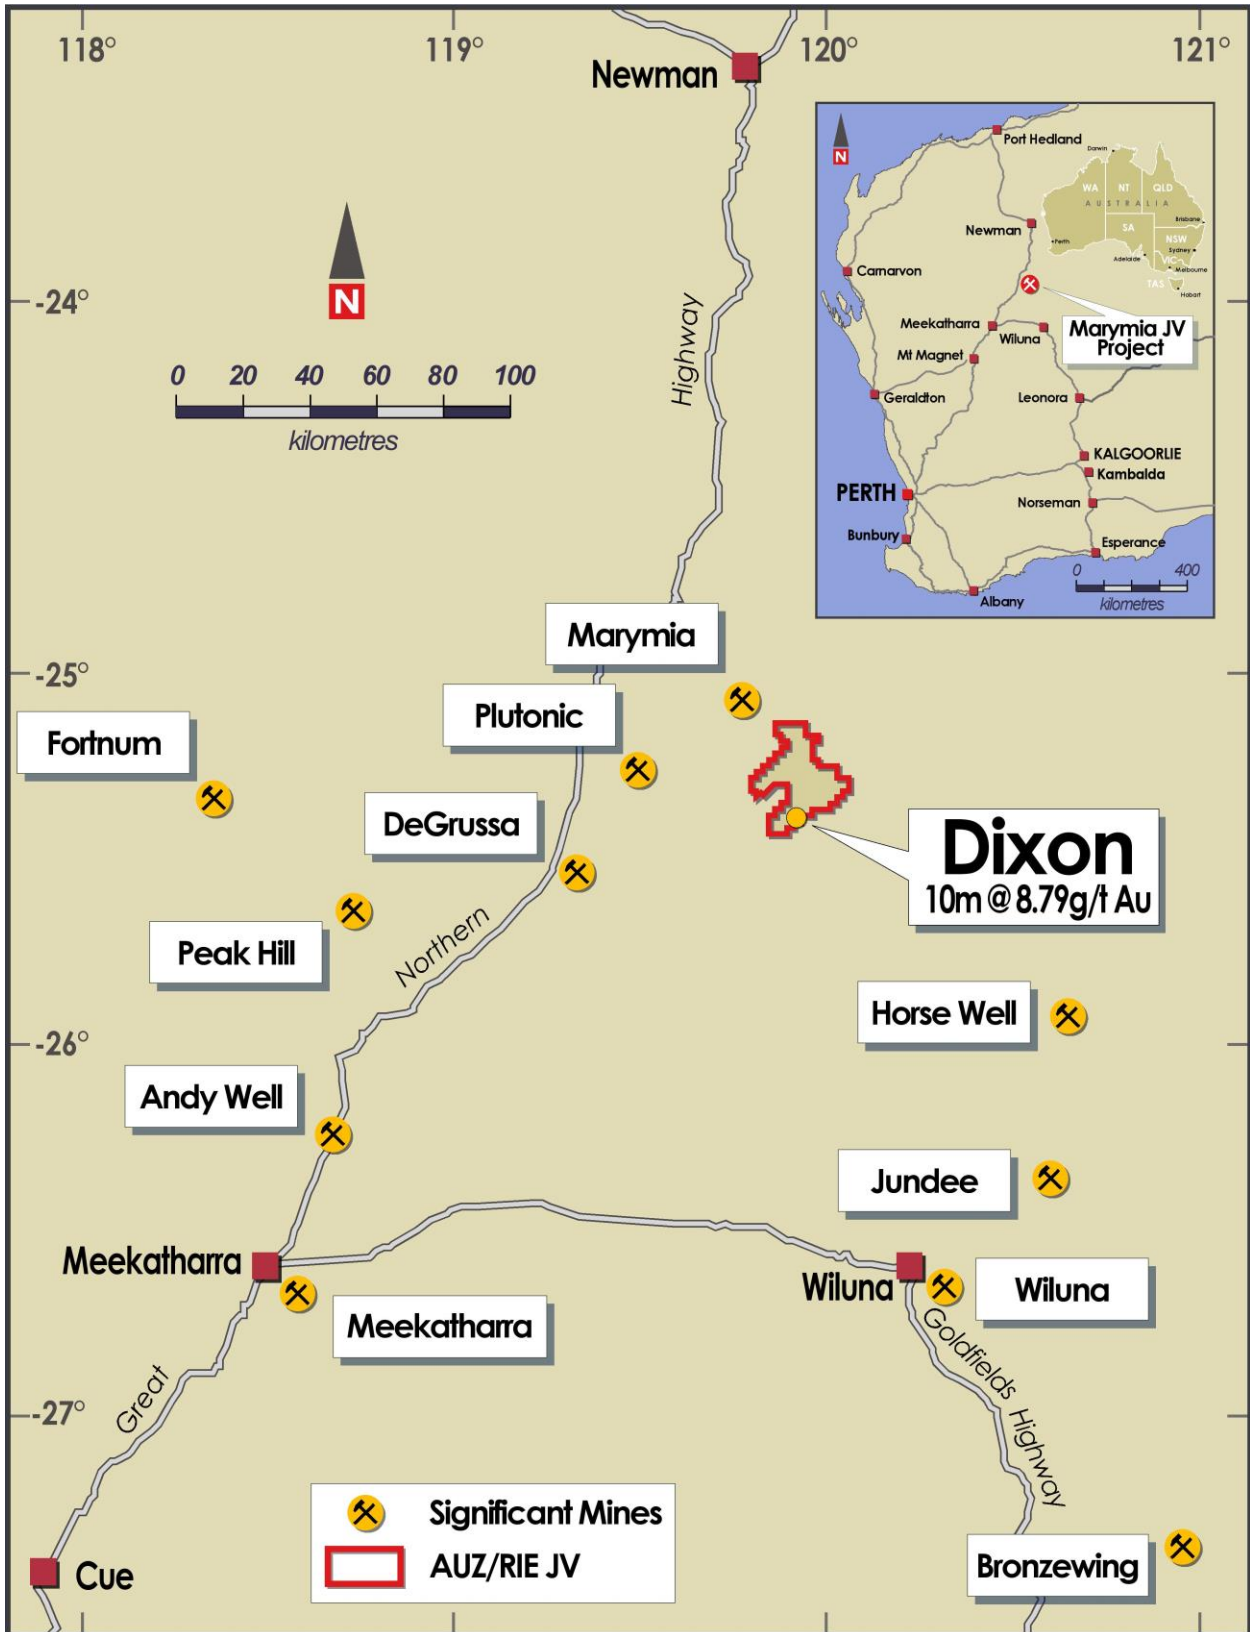 118°
119°
120°
121°
Newman
N
-24°
0 20 40 60 80 100
kilometres
Highway
N
Port Hedland
Darwin
WA
NT
QLD
AUSTRALIA
Brisbane
SA
NSW
Perth
Sydney
Adelaide
VIC
Melbourne
TAS
Hobart
Newman
Carnarvon
Meekatharra
Wiluna
Marymia JV
Project
Mt Magnet
Geraldton
Leonora
KALGOORLIE
Kambalda
PERTH
Norseman
Bunbury
Esperance
0 400
kilometres
Albany
Marymia
-25°
Plutonic
Fortnum
DeGrussa
Dixon
10m @ 8.79g/t Au
Peak Hill
Northern
Horse Well
-26°
Andy Well
Jundee
Meekatharra
Wiluna
Wiluna
Meekatharra
Goldfields
Highway
Great
-27°
Significant Mines
AUZ/RIE JV
Bronzewing
Cue